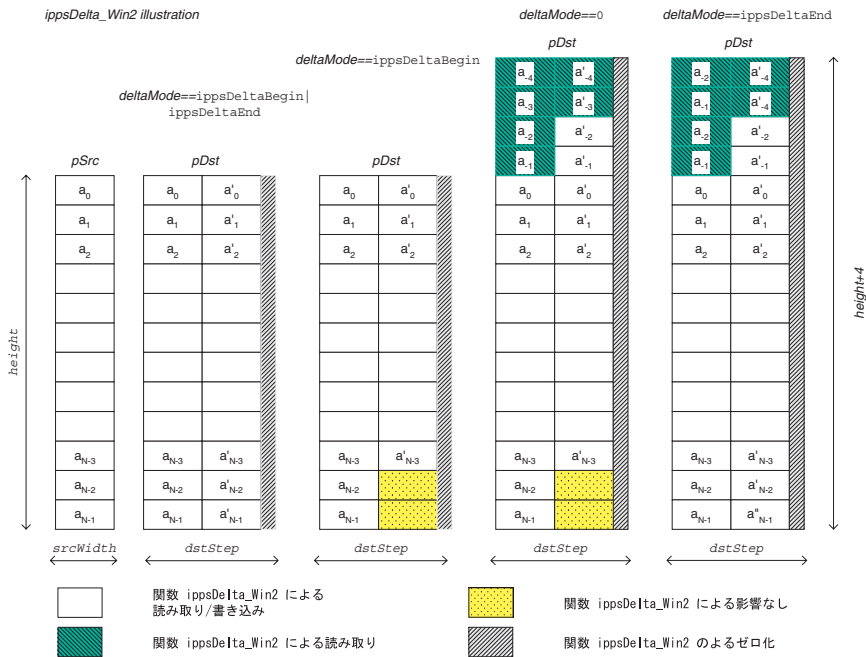 ippsDelta_Win2 illustration
deltaMode==0
deltaMode==ippsDeltaEnd
pDst
pDst
deltaMode==ippsDeltaBegin
deltaMode==ippsDeltaBegin|
ippsDeltaEnd
pSrc
pDst
pDst
a-4 a'-4 a-2 a'-4
a-3 a'-3 a-1 a'-4
a-2 a'-2 a-2 a'-2
a-1 a'-1 a-1 a'-1
a0 a0 a'0 a0 a'0 a0 a'0 a0 a'0
a1 a1 a'1 a1 a'1 a1 a'1 a1 a'1
a2 a2 a'2 a2 a'2 a2 a'2 a2 a'2
height
height+4
aN-3 aN-3 a'N-3 aN-3 a'N-3 aN-3 a'N-3 aN-3 a'N-3
aN-2 aN-2 a'N-2 aN-2 aN-2 aN-2 a'N-2
aN-1 aN-1 a'N-1 aN-1 aN-1 aN-1 a"N-1
srcWidth dstStep dstStep dstStep dstStep
関数 ippsDelta_Win2 による
読み取り/書き込み
関数 ippsDelta_Win2 による影響なし
関数 ippsDelta_Win2 による読み取り
関数 ippsDelta_Win2 のよるゼロ化